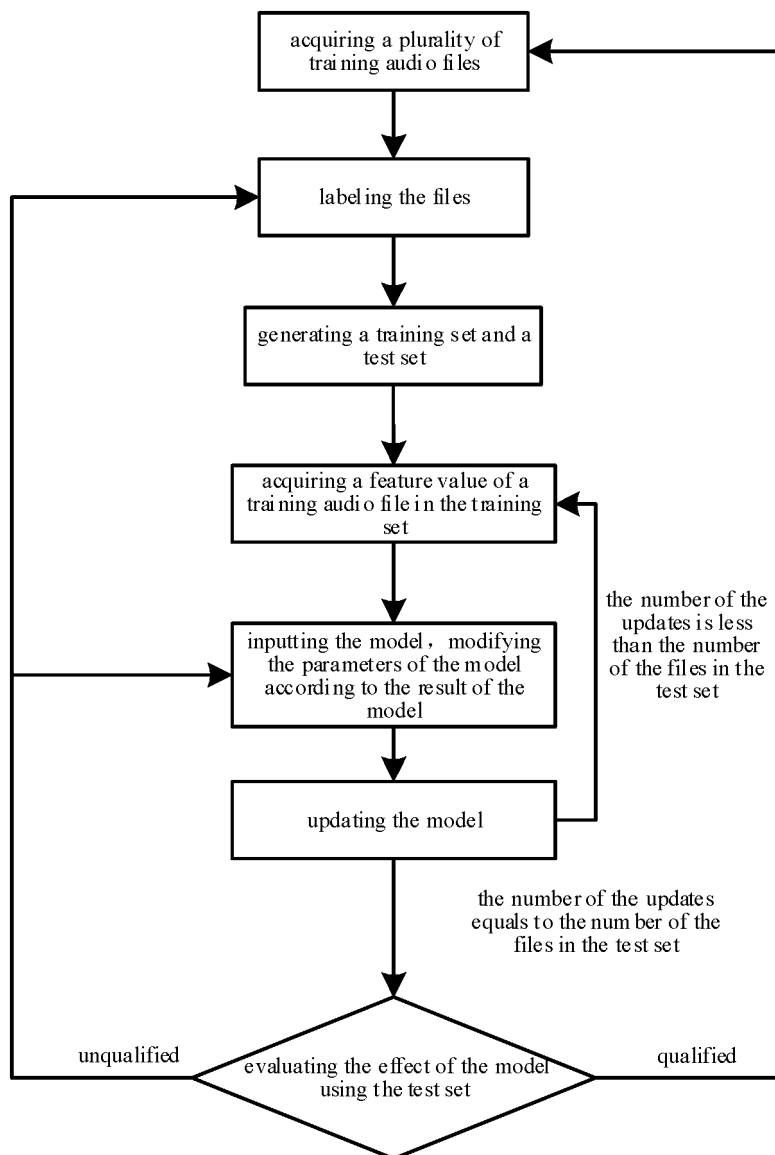 acquiring a plurality of
training audio files
labeling the files
generating a training set and a
test set
acquiring a feature value of a
training audio file in the training
set
the number of the
updates is less
than the number
of the files in the
test set
inputting the model，modifying
the parameters of the model
according to the result of the
model
updating the model
the number of the updates
equals to the number of the
files in the test set
unqualified
evaluating the effect of the model
using the test set
qualified